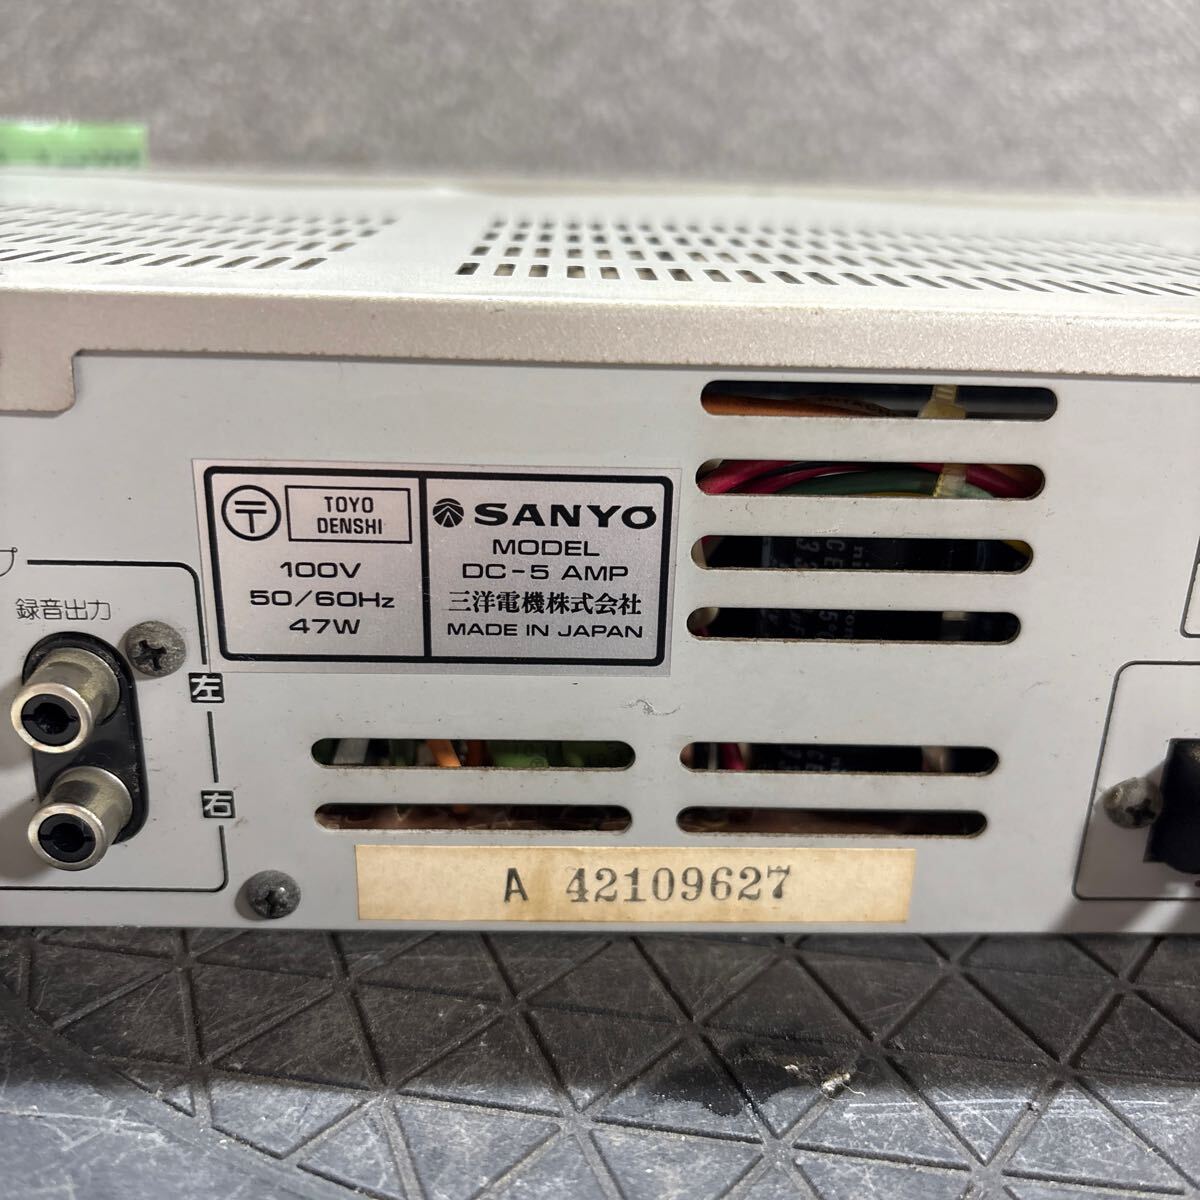 TOYO
DENSHI
100V
50/60Hz
47W
SANYO
MODEL
DC-5 AMP
三洋電機株式会社
MADE IN JAPAN
プ
録音出力
左
右
A 42109627